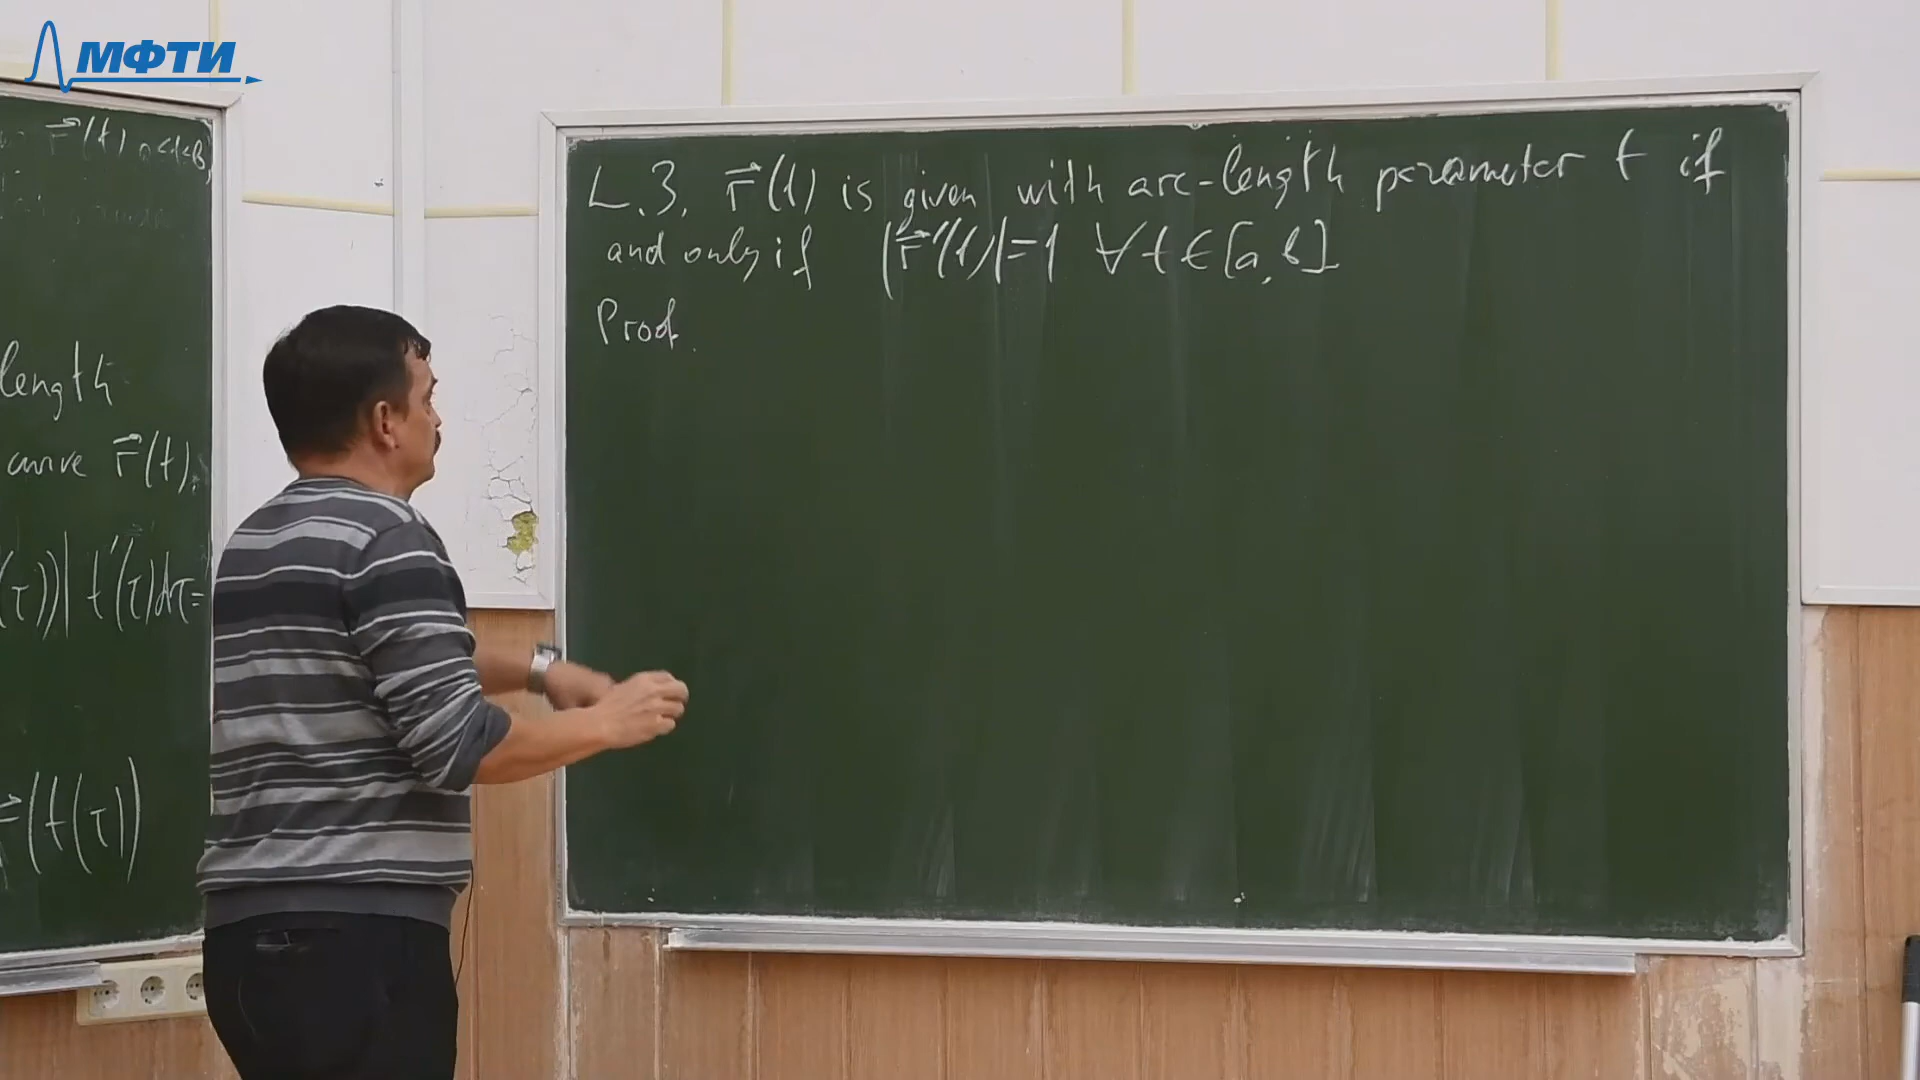 МФТИ
r⃗(t)
length
curve r⃗(t).
(τ))| t'(τ)dτ=
r⃗(t(τ))
L.3. r⃗(t) is given with arc-length parameter t if
and only if |r⃗'(t)|=1 ∀ t ∈ [a, b]
Proof.